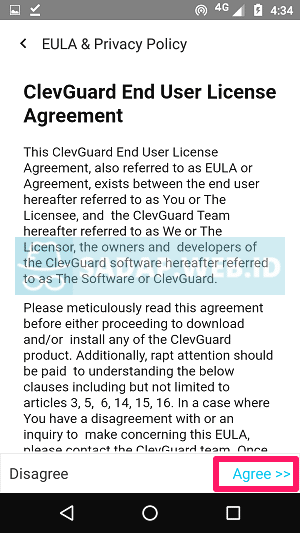 4G 4:34
EULA & Privacy Policy
ClevGuard End User License
Agreement
This ClevGuard End User License
Agreement, also referred to as EULA or
Agreement, exists between the end user
hereafter referred to as You or The
Licensee, and the ClevGuard Team
hereafter referred to as We or The
Licensor, the owners and developers of
the ClevGuard software hereafter referred
to as The Software or ClevGuard.
Please meticulously read this agreement
before either proceeding to download
and/or install any of the ClevGuard
product. Additionally, rapt attention should
be paid to understanding the below
clauses including but not limited to
articles 3, 5, 6, 14, 15, 16. In a case where
You have a disagreement with or an
inquiry to make concerning this EULA,
please contact the ClevGuard team. Once
Disagree
Agree >>